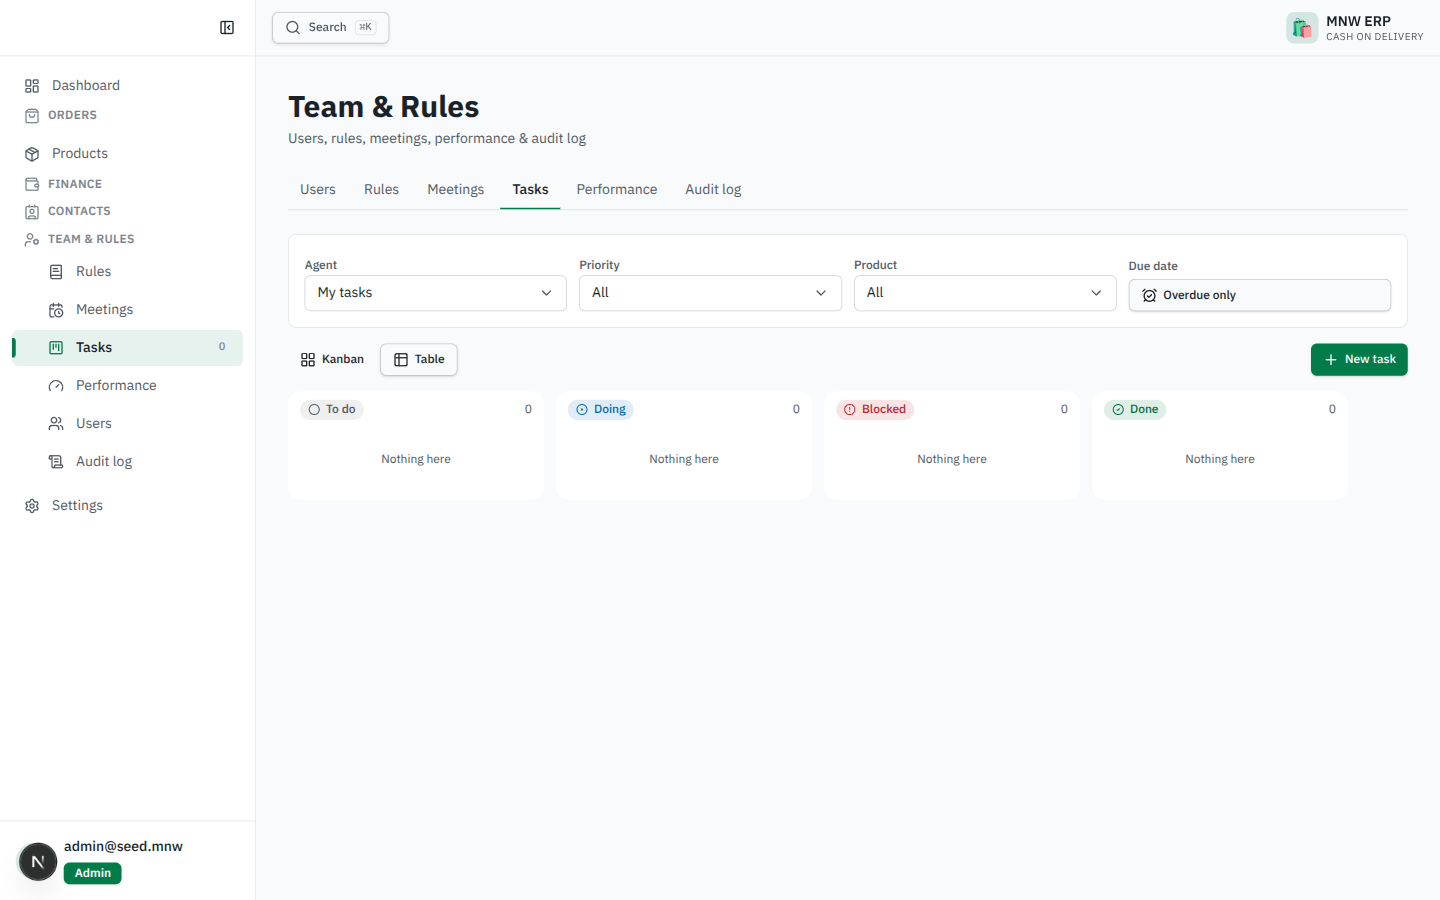 Search ⌘K
MNW ERP
CASH ON DELIVERY
Dashboard
ORDERS
Products
FINANCE
CONTACTS
TEAM & RULES
Rules
Meetings
Tasks 0
Performance
Users
Audit log
Settings
admin@seed.mnw
Admin
N
Team & Rules
Users, rules, meetings, performance & audit log
Users Rules Meetings Tasks Performance Audit log
Agent Priority Product Due date
My tasks All All Overdue only
Kanban Table New task
To do 0 Doing 0 Blocked 0 Done 0
Nothing here Nothing here Nothing here Nothing here